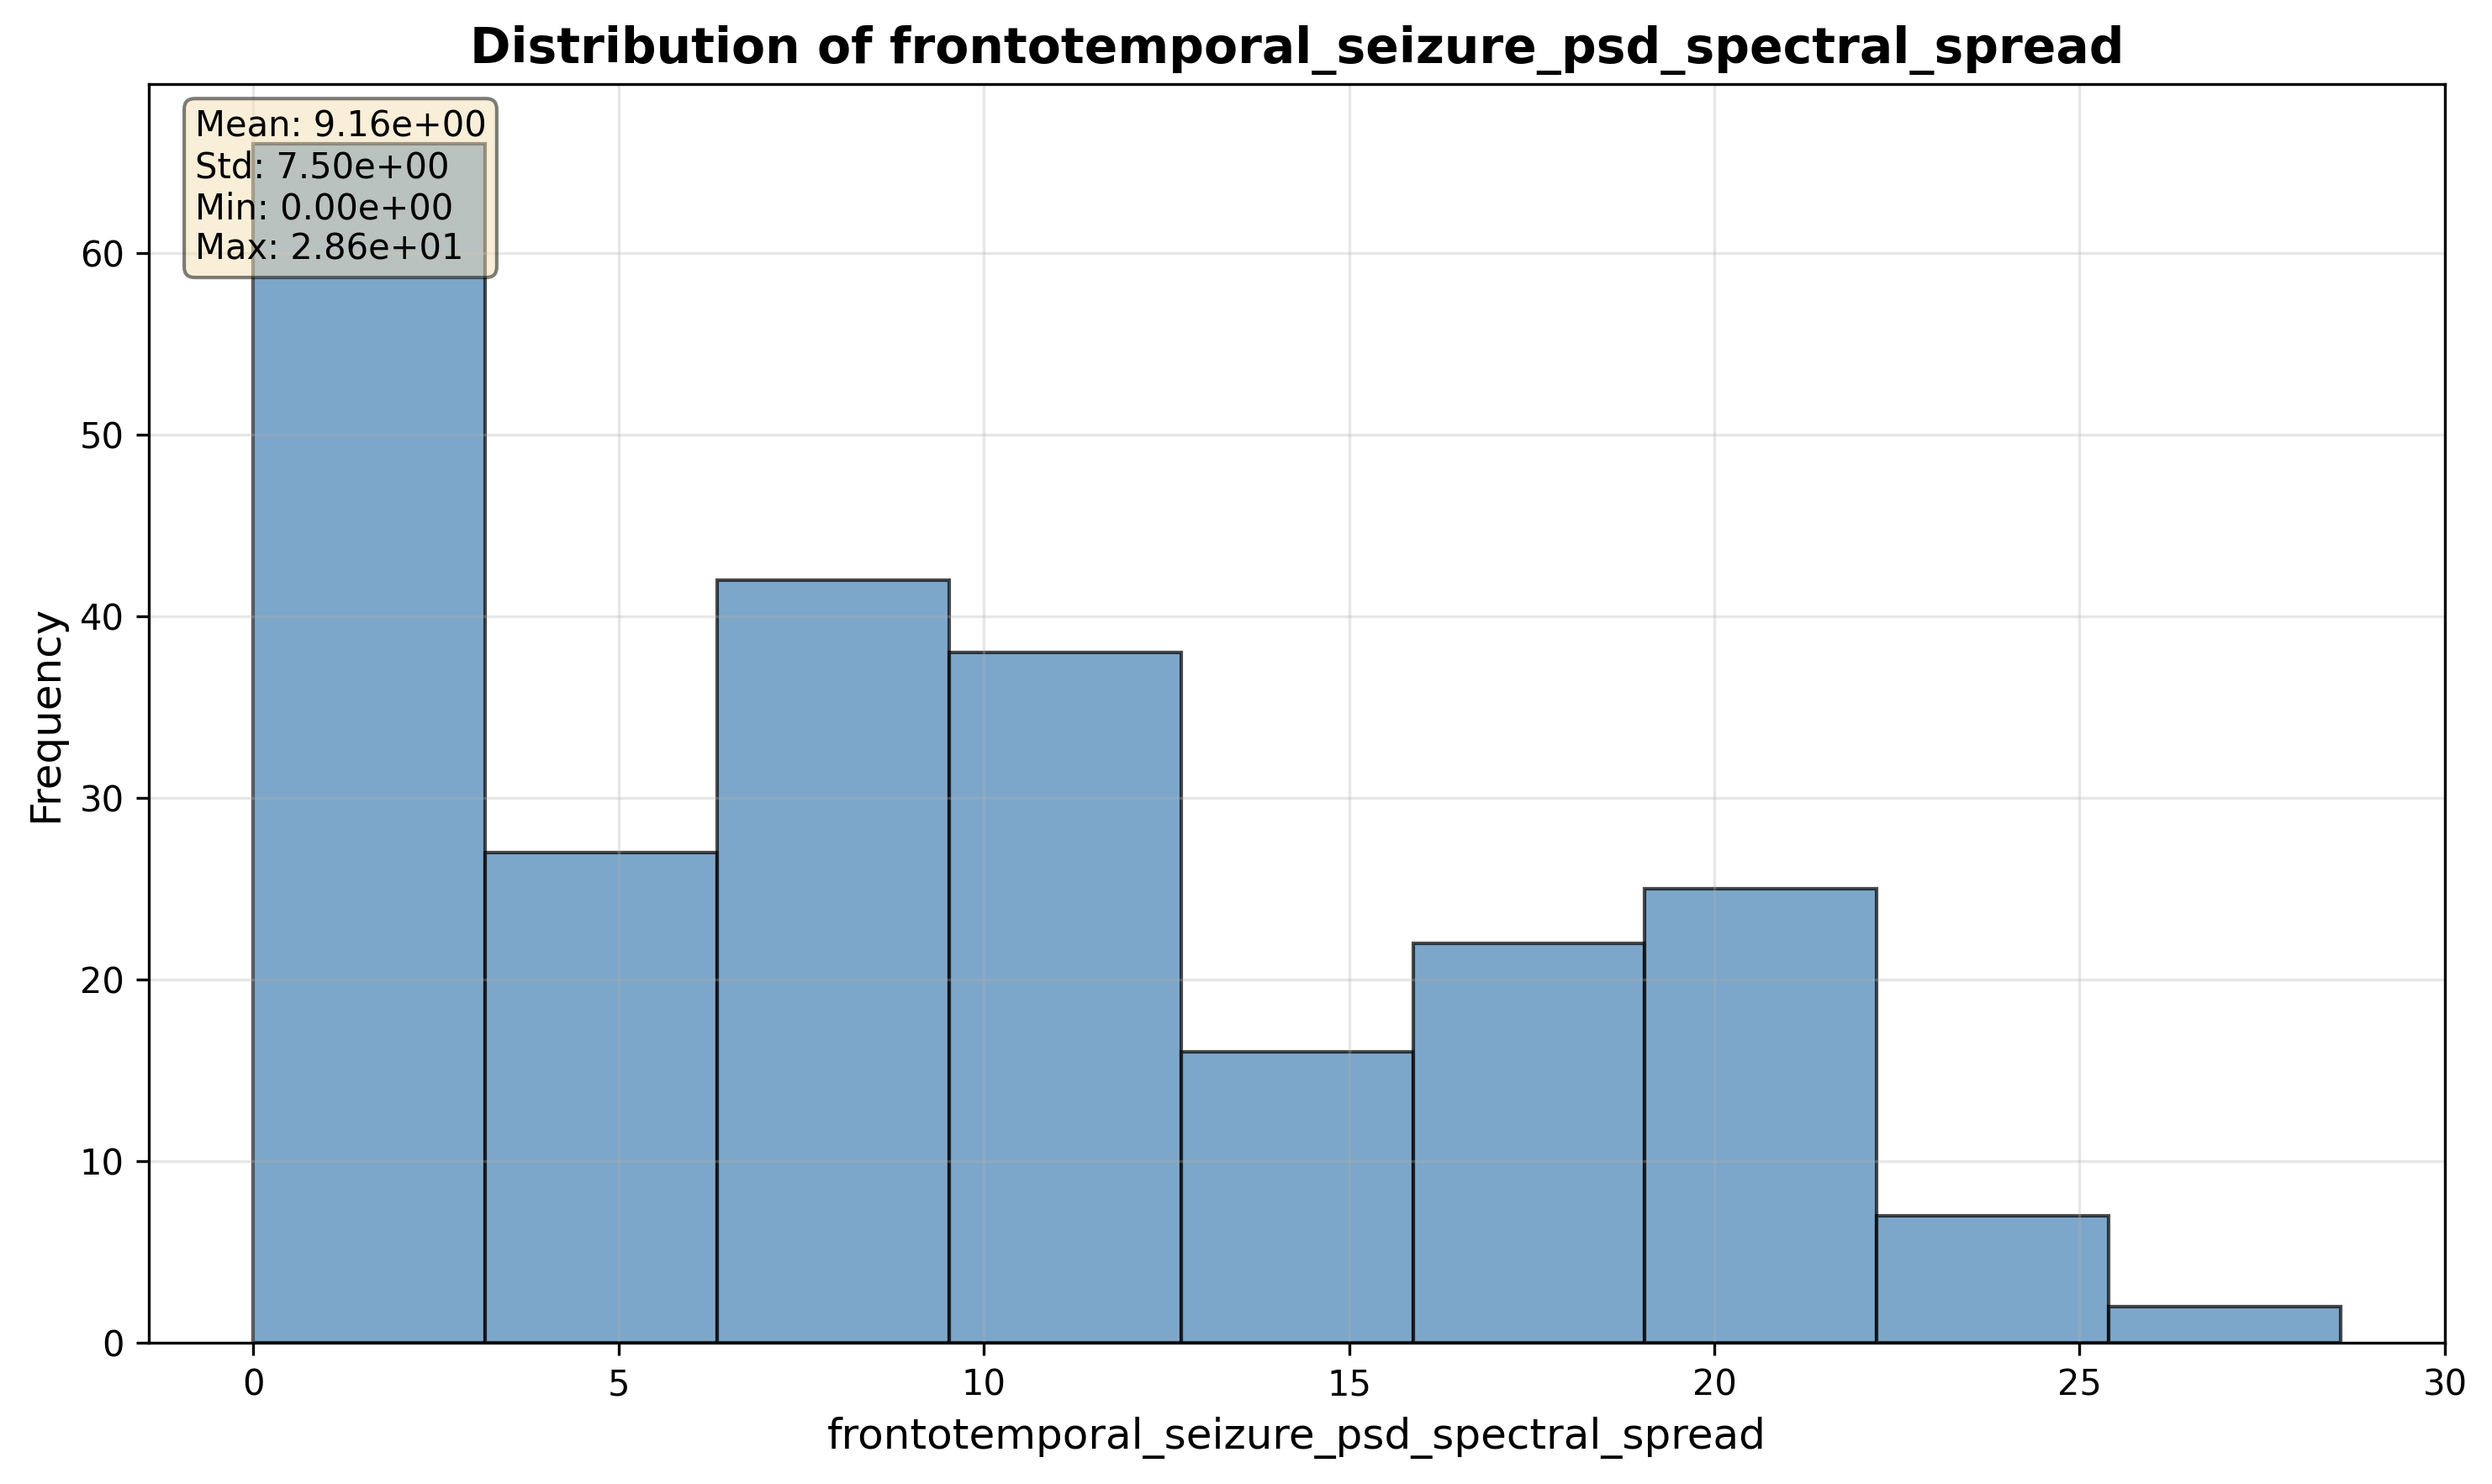 Distribution of frontotemporal_seizure_psd_spectral_spread
Mean: 9.16e+00
Std: 7.50e+00
Min: 0.00e+00
Max: 2.86e+01
Frequency
60
50
40
30
20
10
0
0 5 10 15 20 25 30
frontotemporal_seizure_psd_spectral_spread